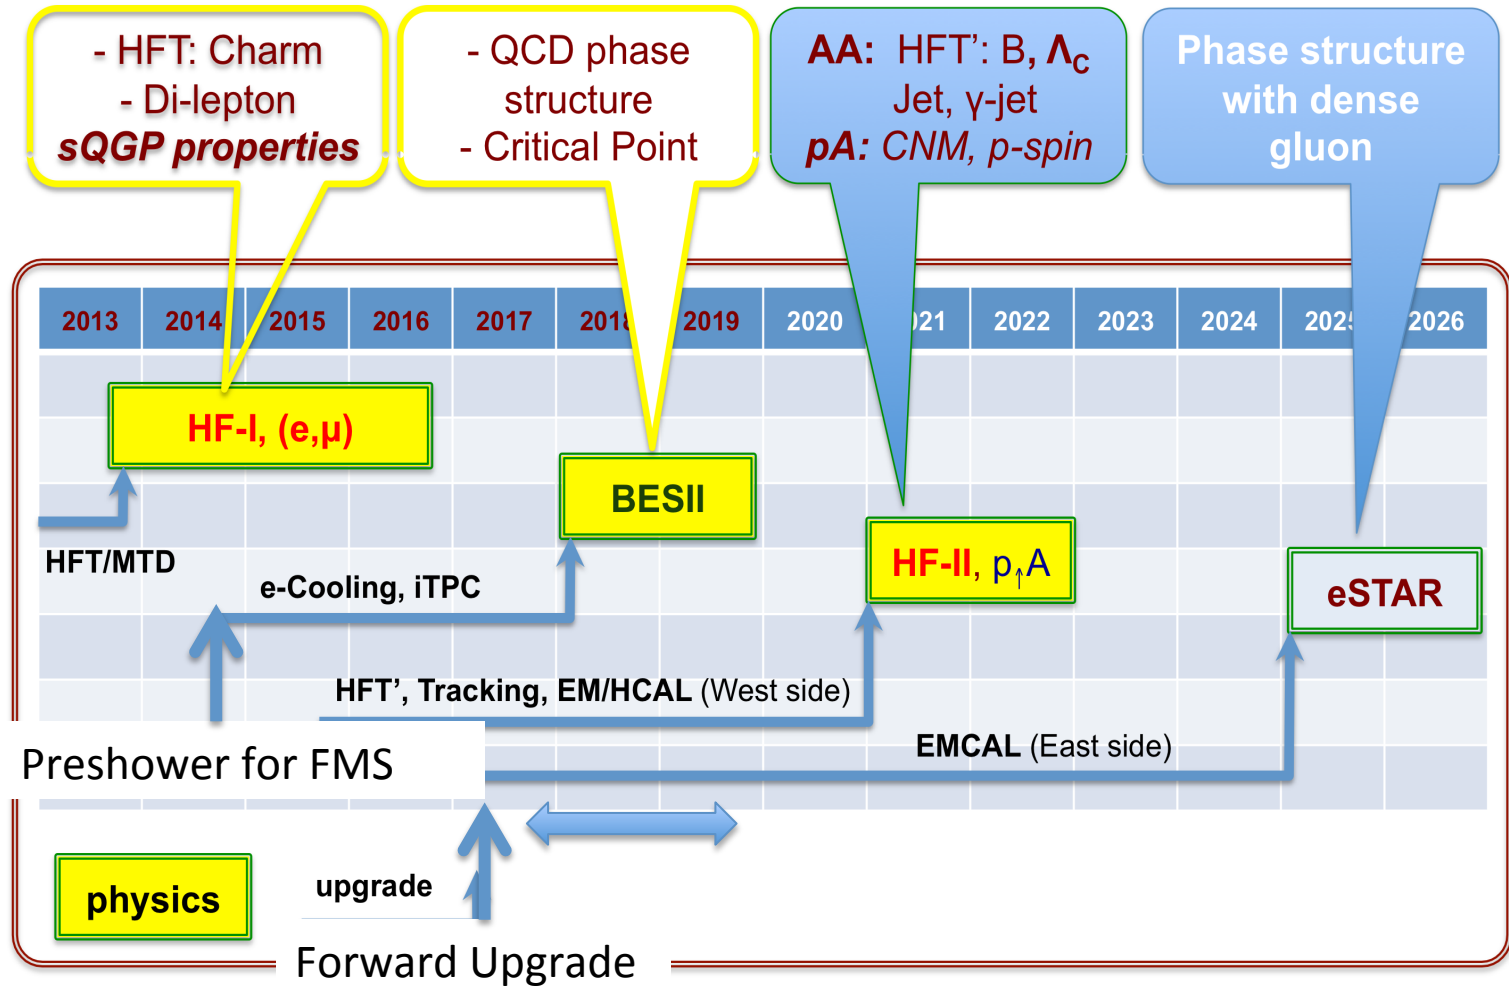 - HFT: Charm
- Di-lepton
sQGP properties
- QCD phase
structure
- Critical Point
AA: HFT’: B, ΛC
Jet, γ-jet
pA: CNM, p-spin
Phase structure
with dense
gluon
2013 2014 2015 2016 2017 2018 2019 2020 2021 2022 2023 2024 2025 2026
HF-I, (e,μ)
BESII
HFT/MTD
HF-II, p↑A
e-Cooling, iTPC
eSTAR
HFT’, Tracking, EM/HCAL (West side)
EMCAL (East side)
Preshower for FMS
physics
upgrade
Forward Upgrade